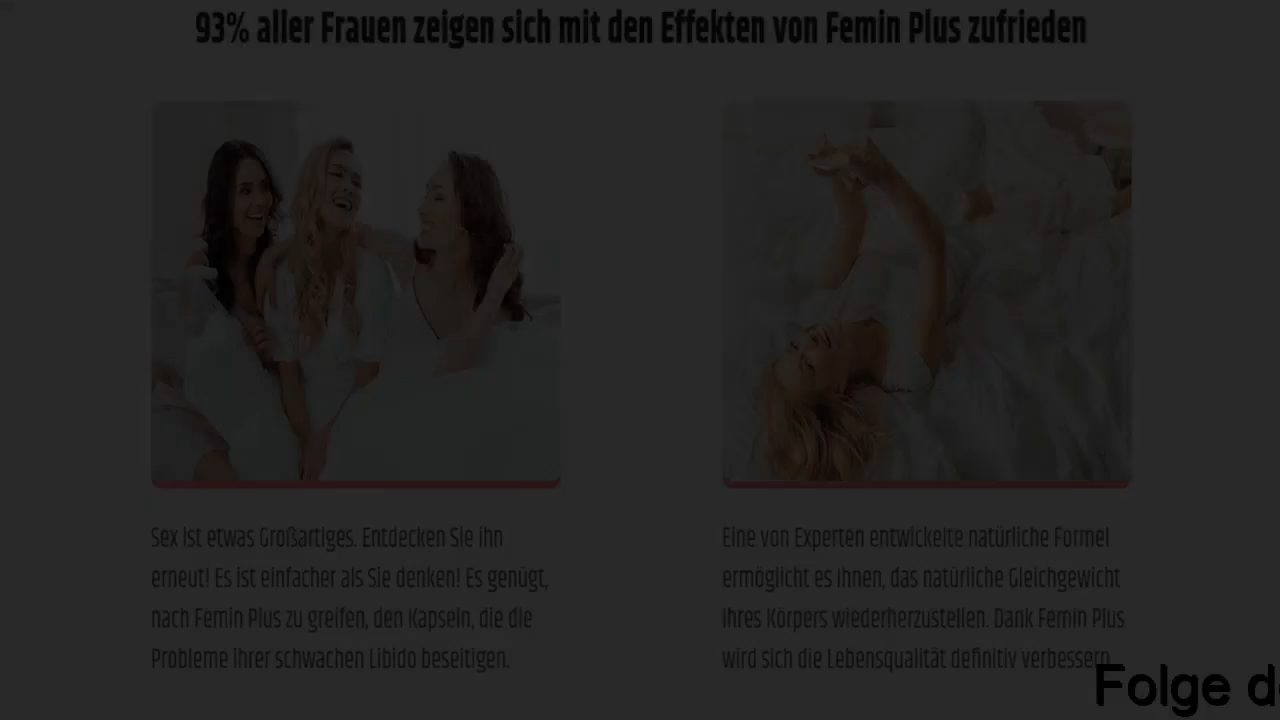 93% aller Frauen zeigen sich mit den Effekten von Femin Plus zufrieden
Sex ist etwas Großartiges. Entdecken Sie ihn
erneut! Es ist einfacher als Sie denken! Es genügt,
nach Femin Plus zu greifen, den Kapseln, die die
Probleme ihrer schwachen Libido beseitigen.
Eine von Experten entwickelte natürliche Formel
ermöglicht es Ihnen, das natürliche Gleichgewicht
Ihres Körpers wiederherzustellen. Dank Femin Plus
wird sich die Lebensqualität definitiv verbessern.
Folge d